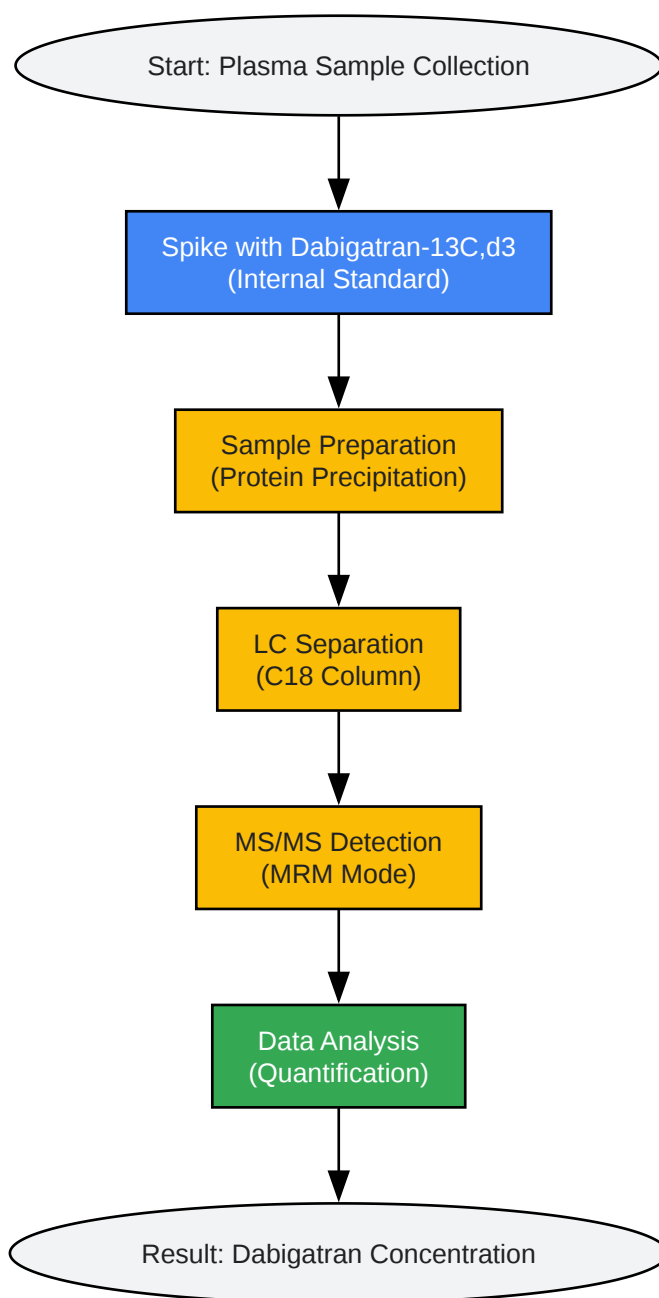 Start: Plasma Sample Collection
Spike with Dabigatran-13C,d3
(Internal Standard)
Sample Preparation
(Protein Precipitation)
LC Separation
(C18 Column)
MS/MS Detection
(MRM Mode)
Data Analysis
(Quantification)
Result: Dabigatran Concentration